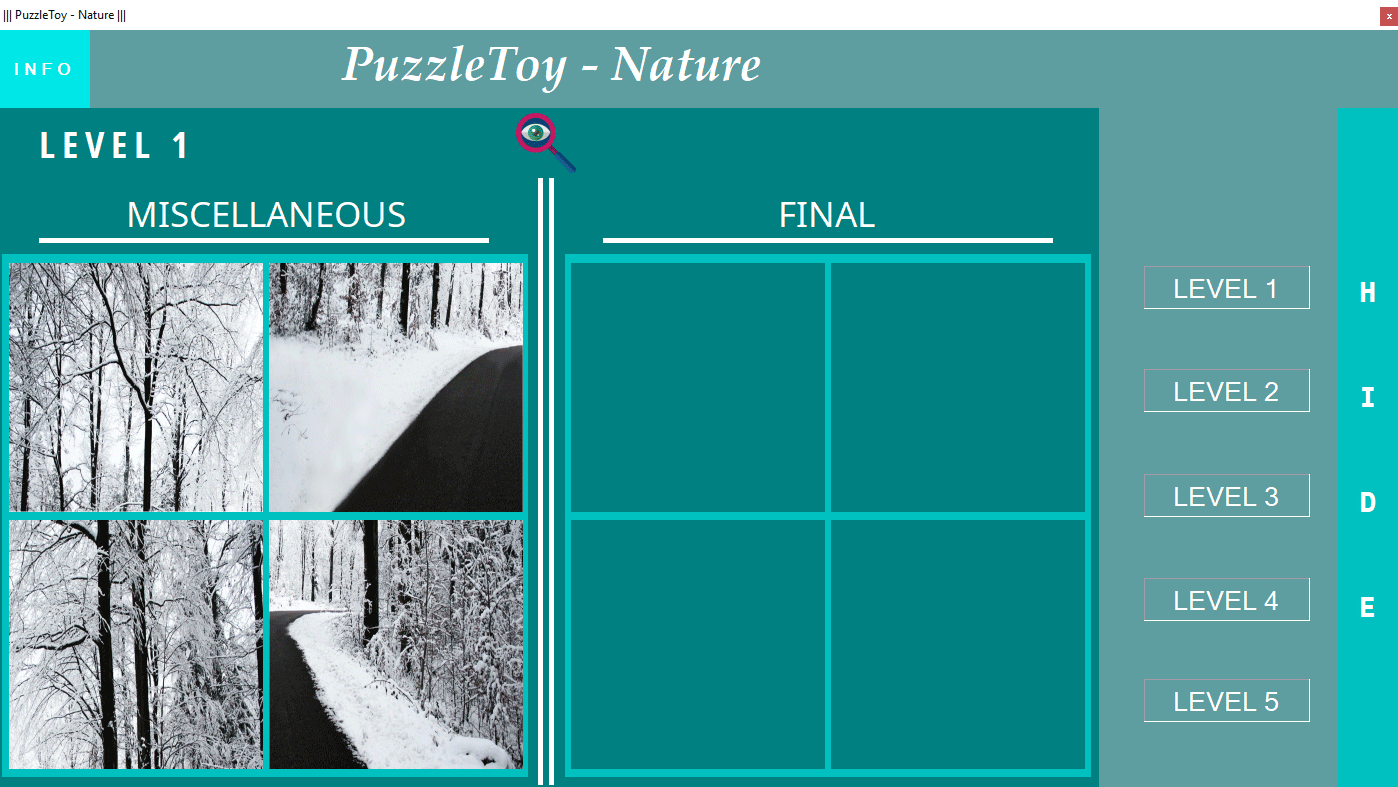 ||| PuzzleToy - Nature |||
x
INFO
PuzzleToy - Nature
LEVEL 1
MISCELLANEOUS
FINAL
LEVEL 1
LEVEL 2
LEVEL 3
LEVEL 4
LEVEL 5
H
I
D
E